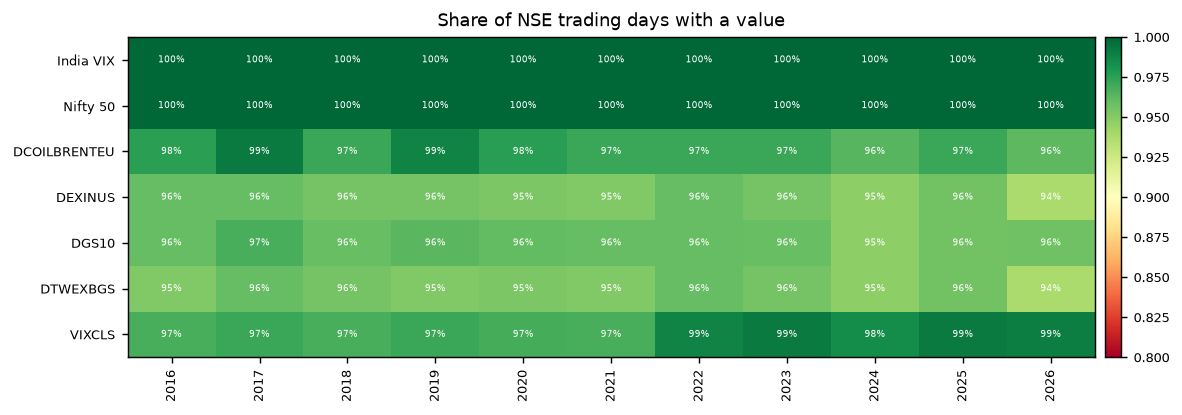 Share of NSE trading days with a value
India VIX 100% 100% 100% 100% 100% 100% 100% 100% 100% 100% 100%
Nifty 50 100% 100% 100% 100% 100% 100% 100% 100% 100% 100% 100%
DCOILBRENTEU 98% 99% 97% 99% 98% 97% 97% 97% 96% 97% 96%
DEXINUS 96% 96% 96% 96% 95% 95% 96% 96% 95% 96% 94%
DGS10 96% 97% 96% 96% 96% 96% 96% 96% 95% 96% 96%
DTWEXBGS 95% 96% 96% 95% 95% 95% 96% 96% 95% 96% 94%
VIXCLS 97% 97% 97% 97% 97% 97% 99% 99% 98% 99% 99%
2016 2017 2018 2019 2020 2021 2022 2023 2024 2025 2026
1.000
0.975
0.950
0.925
0.900
0.875
0.850
0.825
0.800